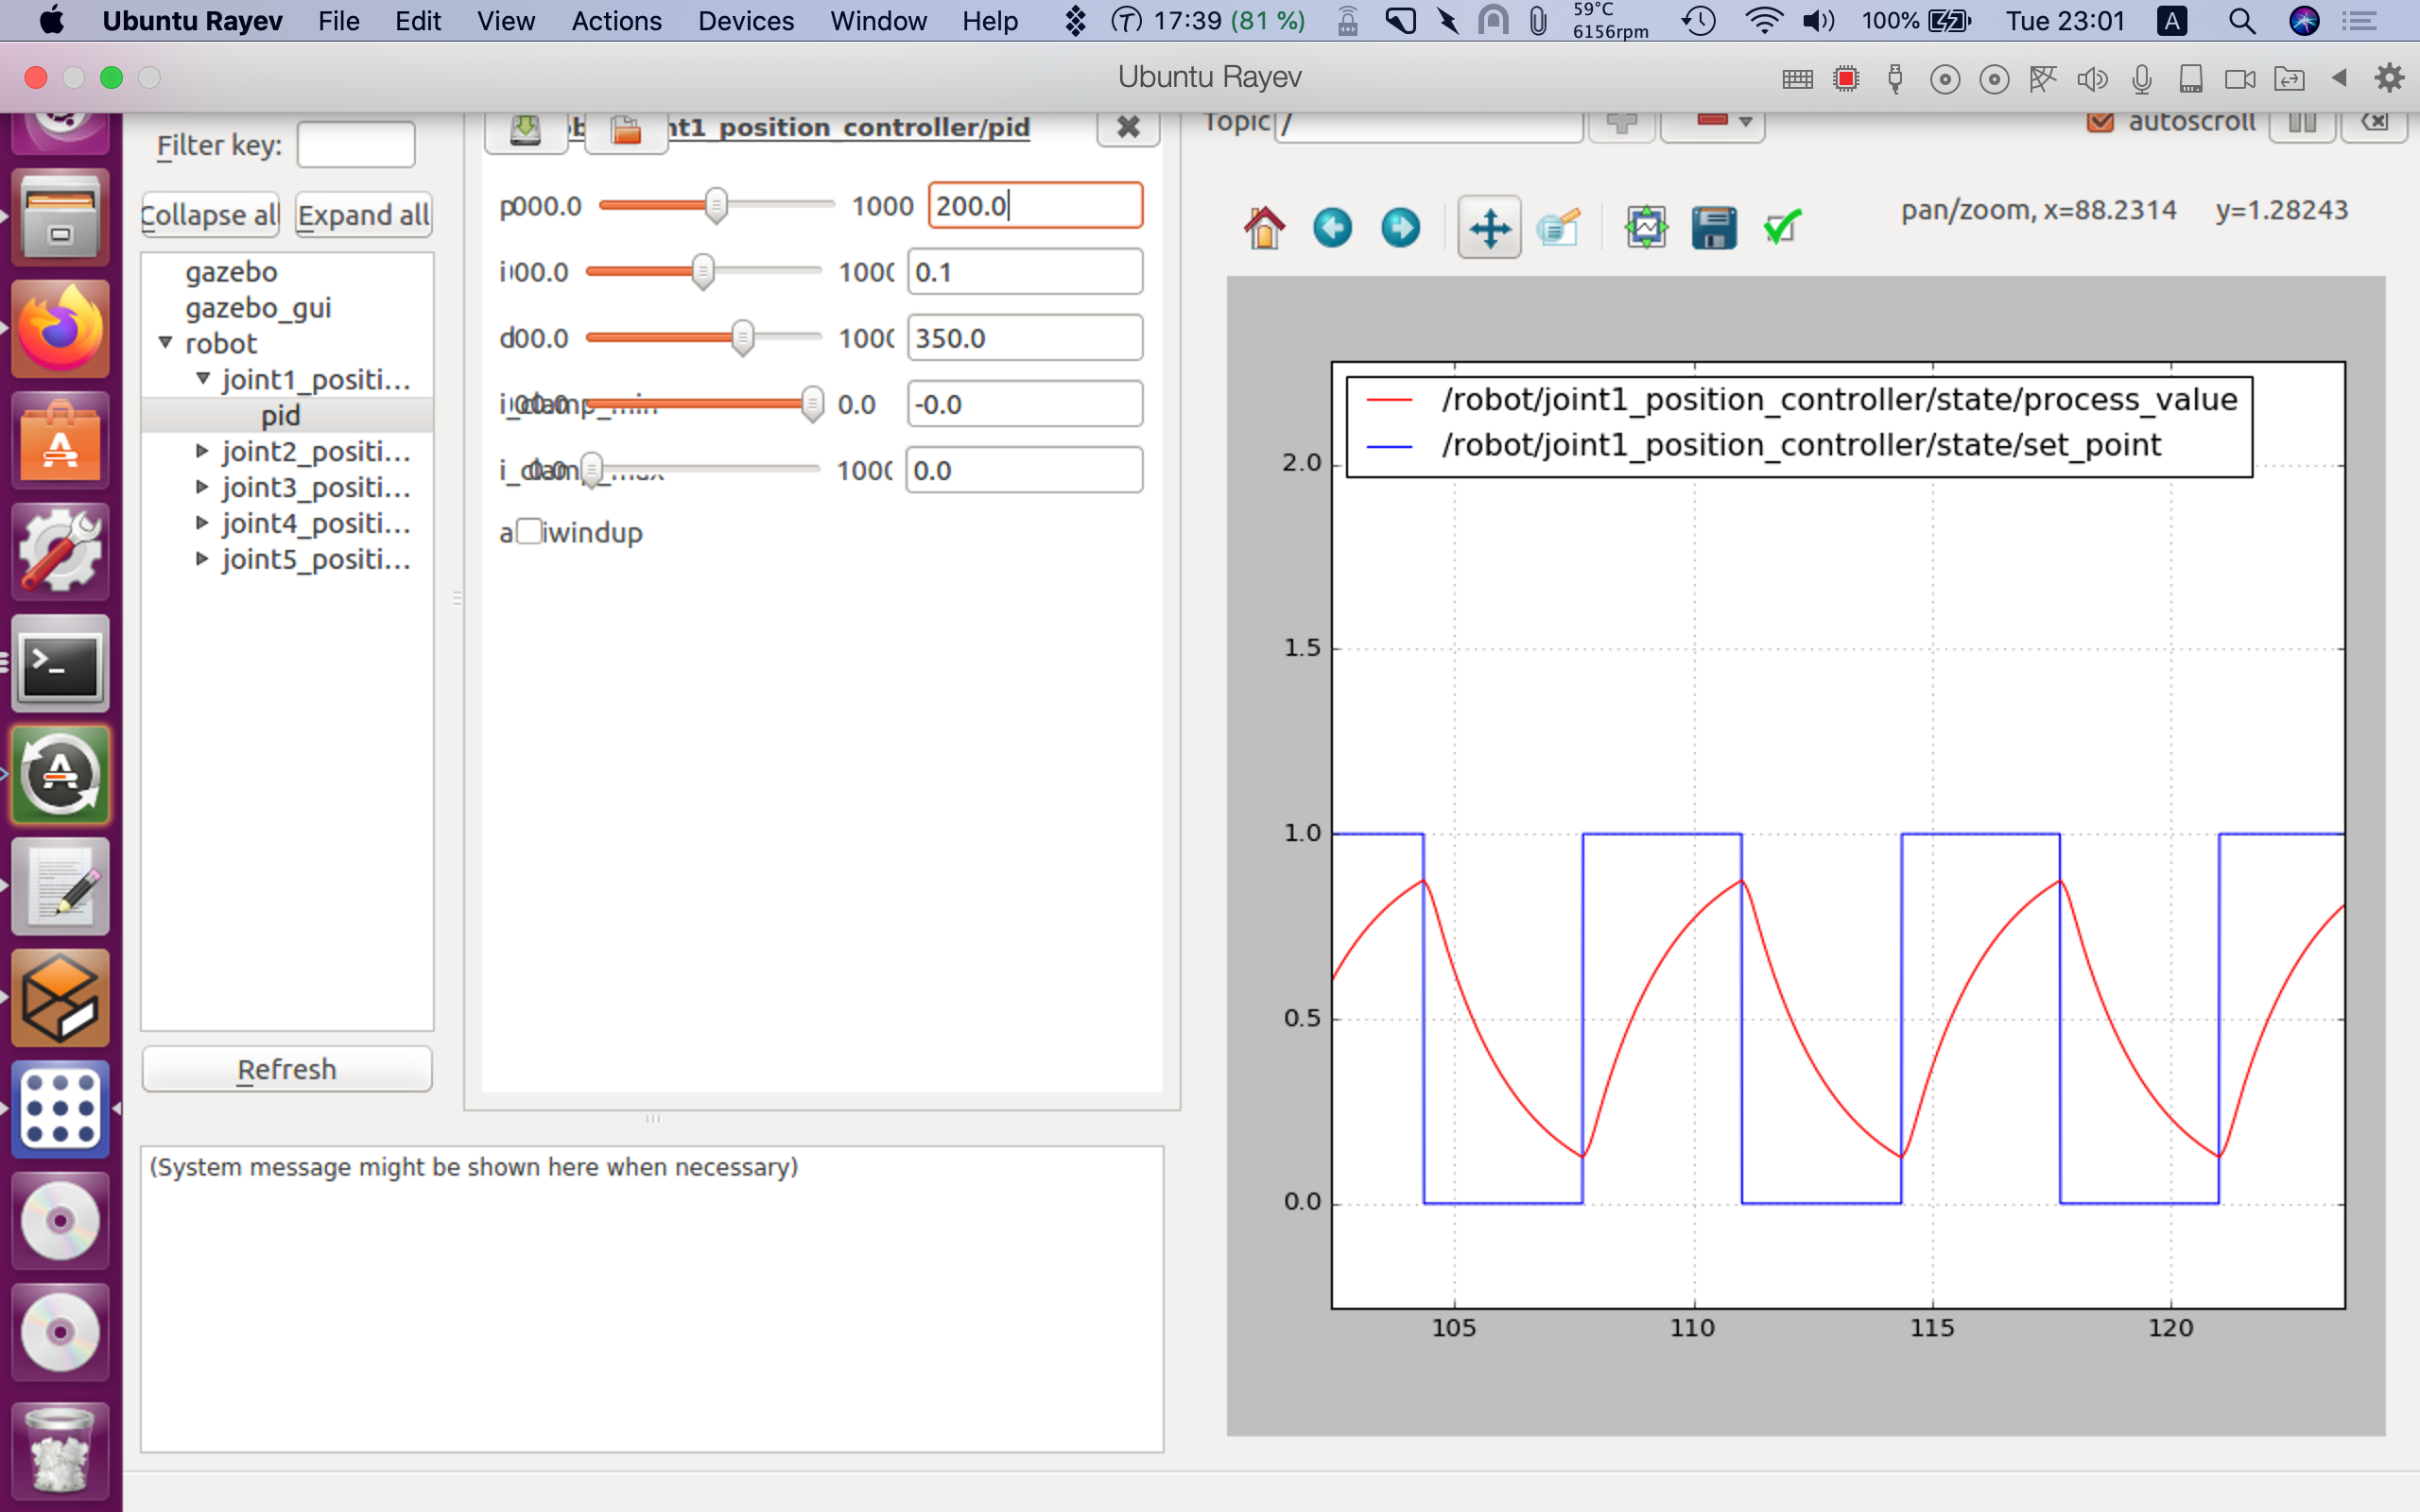 Ubuntu Rayev File Edit View Actions Devices Window Help 17:39 (81 %) 59°C 6156rpm 100% Tue 23:01 A
Ubuntu Rayev
Filter key:
Collapse all Expand all
gazebo
gazebo_gui
robot
joint1_positi...
pid
joint2_positi...
joint3_positi...
joint4_positi...
joint5_positi...
Refresh
nt1_position_controller/pid
p000.0 1000 200.0
i 00.0 100 0.1
d00.0 100 350.0
i_clamp_min 0.0 -0.0
i_clamp_max 100 0.0
a iwindup
(System message might be shown here when necessary)
Topic / autoscroll
pan/zoom, x=88.2314 y=1.28243
/robot/joint1_position_controller/state/process_value
/robot/joint1_position_controller/state/set_point
2.0
1.5
1.0
0.5
0.0
105 110 115 120